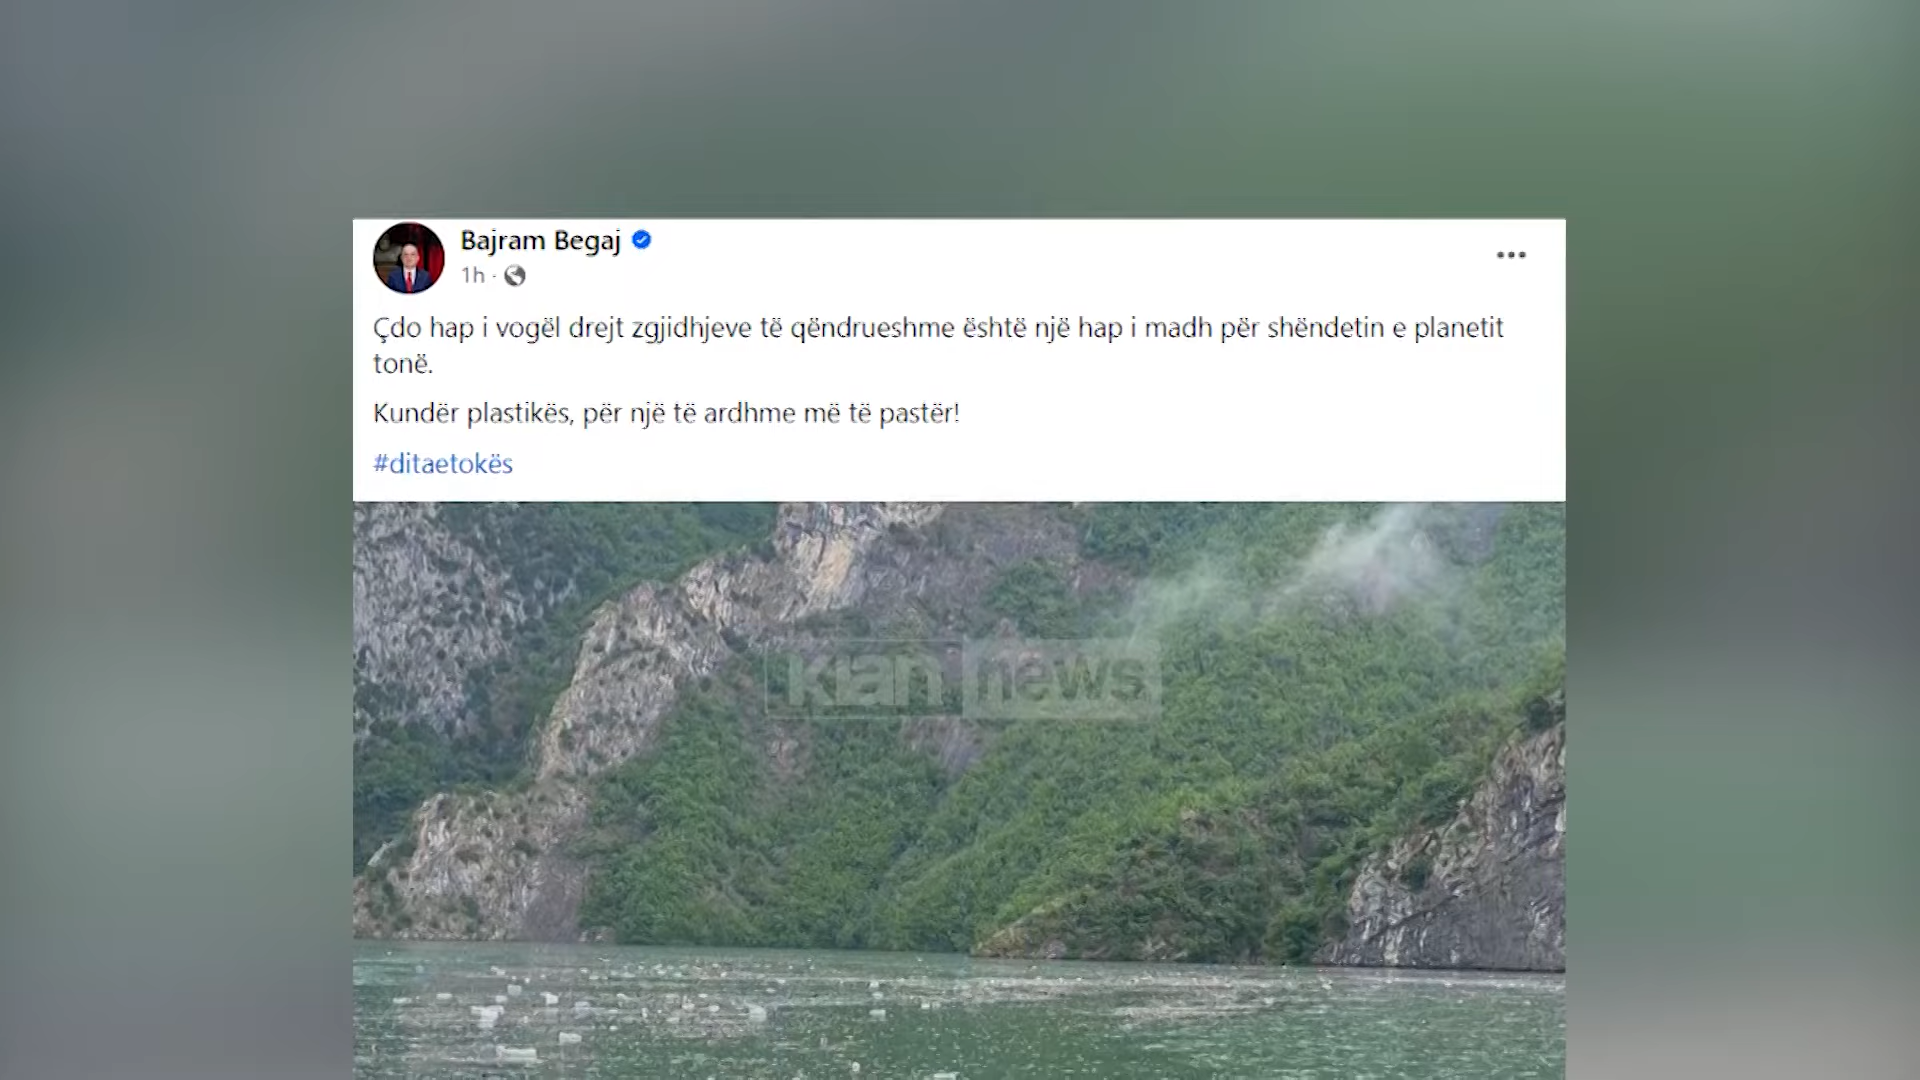 Bajram Begaj
1h ·
Çdo hap i vogël drejt zgjidhjeve të qëndrueshme është një hap i madh për shëndetin e planetit
tonë.
Kundër plastikës, për një të ardhme më të pastër!
#ditaetokës
klan news